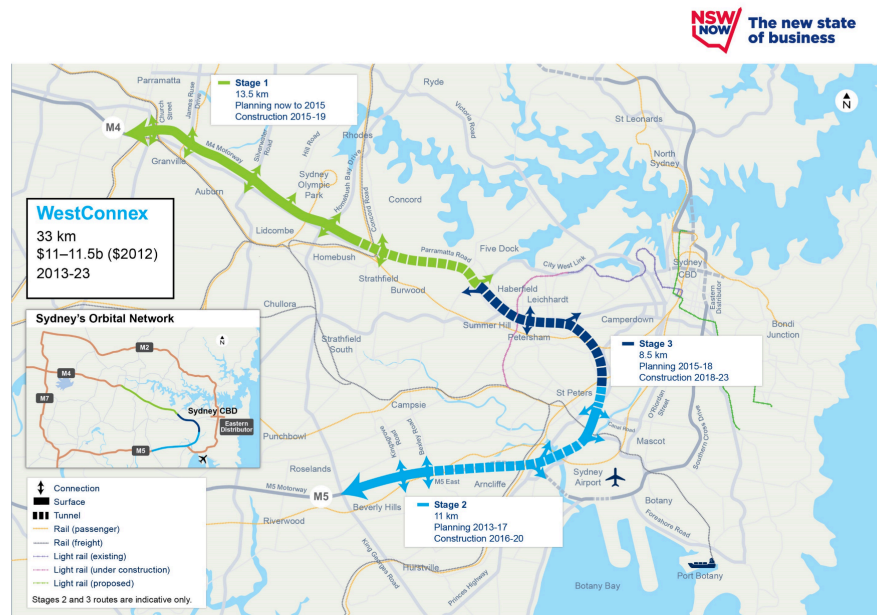 NSW
NOW
The new state
of business
Stage 1
13.5 km
Planning now to 2015
Construction 2015-19
Parramatta
Church
Street
James Ruse
Drive
Silverwater
Road
Hill Road
Ryde
Victoria Road
St Leonards
N
M4
M4 Motorway
Granville
Rhodes
North
Sydney
Auburn
Sydney
Olympic
Park
Homebush Bay Drive
Concord Road
Concord
WestConnex
33 km
$11–11.5b ($2012)
2013-23
Lidcombe
Homebush
Parramatta Road
Five Dock
City West Link
Strathfield
Burwood
Haberfield
Leichhardt
Sydney
CBD
Eastern
Distributor
Chullora
Summer Hill
Petersham
Camperdown
Bondi
Junction
Sydney's Orbital Network
N
M2
M4
M7
M5
Sydney CBD
Eastern
Distributor
Strathfield
South
Stage 3
8.5 km
Planning 2015-18
Construction 2018-23
St Peters
Campsie
O'Riordan
Street
Southern Cross Drive
Canal Road
Punchbowl
Kingsgrove
Road
Bexley Road
Mascot
Roselands
M5 Motorway
M5
M5 East
Arncliffe
Sydney
Airport
Botany
Foreshore Road
Beverly Hills
Riverwood
Stage 2
11 km
Planning 2013-17
Construction 2016-20
King Georges Road
Hurstville
Princes Highway
Botany Bay
Port Botany
Connection
Surface
Tunnel
Rail (passenger)
Rail (freight)
Light rail (existing)
Light rail (under construction)
Light rail (proposed)
Stages 2 and 3 routes are indicative only.